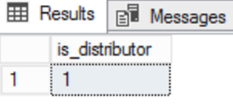 Results Messages
is_distributor
1 1